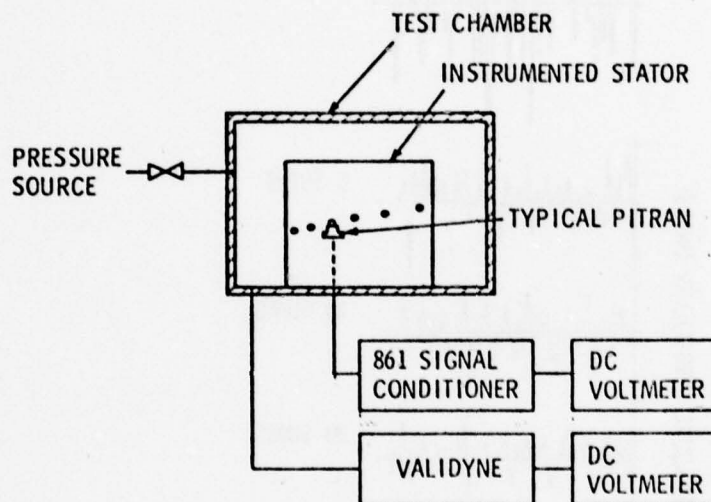 TEST CHAMBER
INSTRUMENTED STATOR
PRESSURE
SOURCE
TYPICAL PITRAN
861 SIGNAL
CONDITIONER
DC
VOLTMETER
VALIDYNE
DC
VOLTMETER